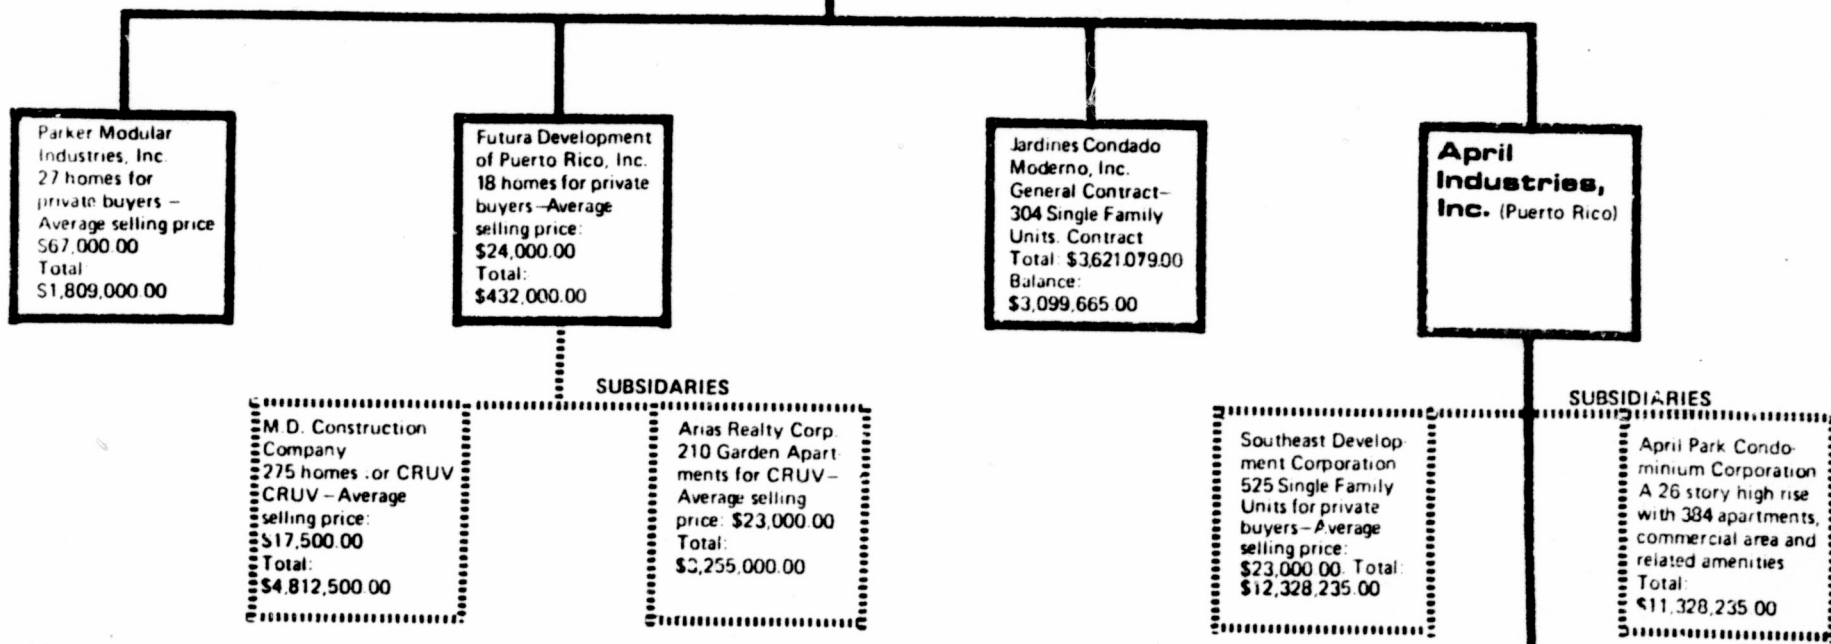 Parker Modular
Industries, Inc.
27 homes for
private buyers –
Average selling price
$67,000.00
Total
$1,809,000.00
Futura Development
of Puerto Rico, Inc.
18 homes for private
buyers–Average
selling price:
$24,000.00
Total:
$432,000.00
Jardines Condado
Moderno, Inc.
General Contract–
304 Single Family
Units. Contract
Total: $3,621.079.00
Balance:
$3,099,665.00
April
Industries,
Inc. (Puerto Rico)
SUBSIDARIES
M.D. Construction
Company
275 homes .or CRUV
CRUV – Average
selling price:
$17,500.00
Total:
$4,812,500.00
Arias Realty Corp.
210 Garden Apart-
ments for CRUV–
Average selling
price: $23,000.00
Total:
SUBSIDIARIES
Southeast Develop-
ment Corporation
525 Single Family
Units for private
buyers–Average
selling price:
$23,000.00. Total:
$12,328,235.00
April Park Condo-
minium Corporation
A 26 story high rise
with 384 apartments,
commercial area and
related amenities
Total:
$11,328,235.00